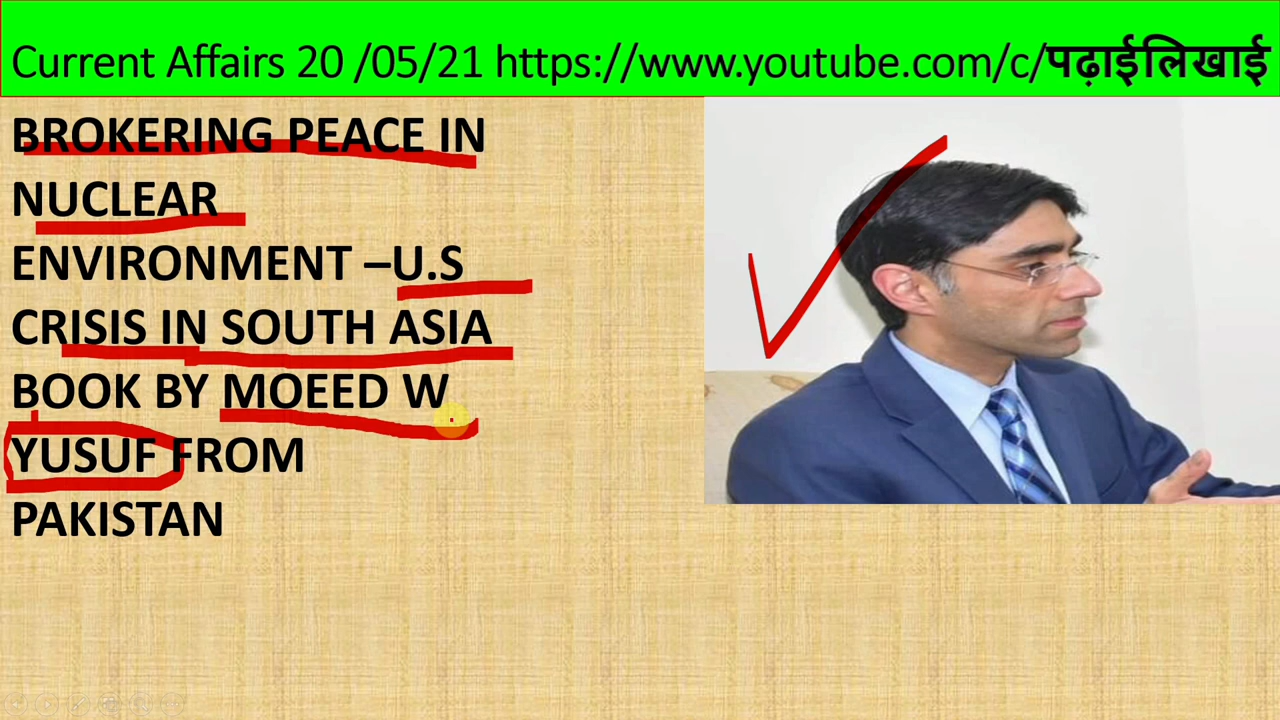 Current Affairs 20 /05/21 https://www.youtube.com/c/पढ़ाईलिखाई
BROKERING PEACE IN
NUCLEAR
ENVIRONMENT –U.S
CRISIS IN SOUTH ASIA
BOOK BY MOEED W
YUSUF FROM
PAKISTAN